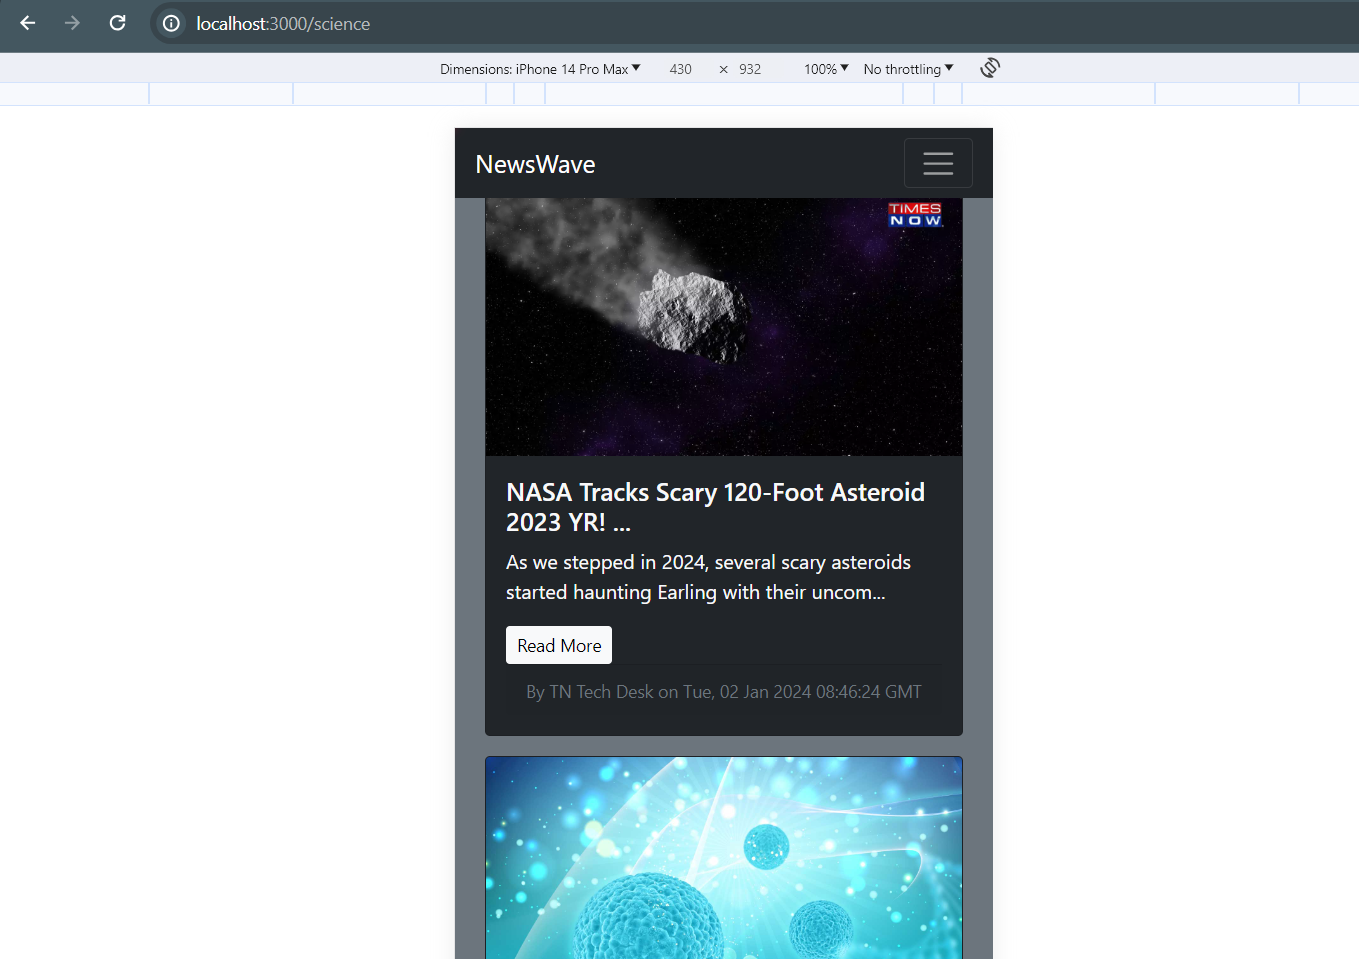 localhost:3000/science
Dimensions: iPhone 14 Pro Max 430 × 932 100% No throttling
NewsWave
TIMES
NOW
NASA Tracks Scary 120-Foot Asteroid
2023 YR! ...
As we stepped in 2024, several scary asteroids
started haunting Earling with their uncom...
Read More
By TN Tech Desk on Tue, 02 Jan 2024 08:46:24 GMT